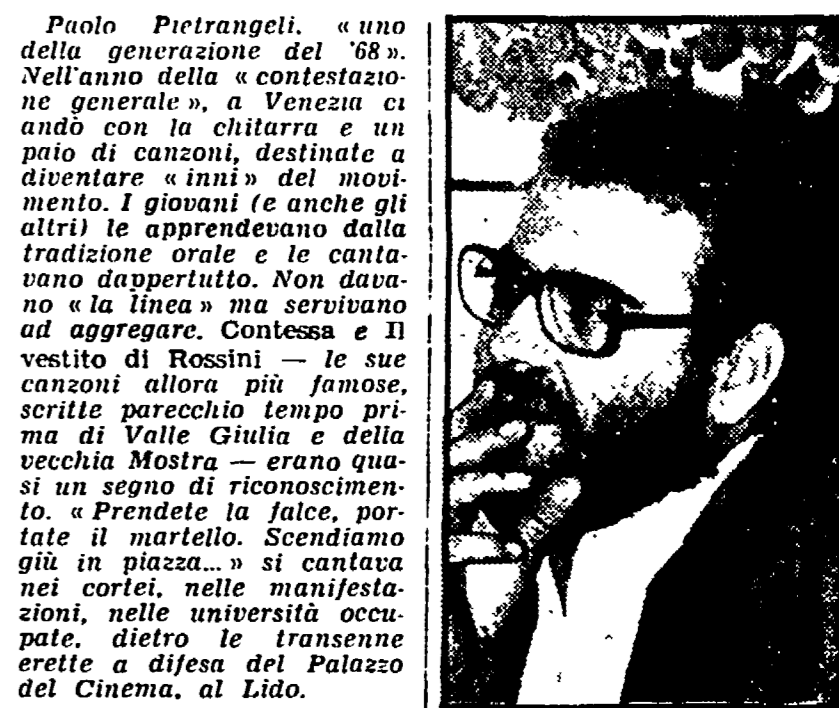 Paolo Pietrangeli, « uno
della generazione del '68 ».
Nell'anno della « contestazio-
ne generale », a Venezia ci
andò con la chitarra e un
paio di canzoni, destinate a
diventare « inni » del movi-
mento. I giovani (e anche gli
altri) le apprendevano dalla
tradizione orale e le canta-
vano dappertutto. Non dava-
no « la linea » ma servivano
ad aggregare. Contessa e Il
vestito di Rossini — le sue
canzoni allora più famose,
scritte parecchio tempo pri-
ma di Valle Giulia e della
vecchia Mostra — erano qua-
si un segno di riconoscimen-
to. « Prendete la falce, por-
tate il martello. Scendiamo
giù in piazza... » si cantava
nei cortei, nelle manifesta-
zioni, nelle università occu-
pate, dietro le transenne
erette a difesa del Palazzo
del Cinema, al Lido.